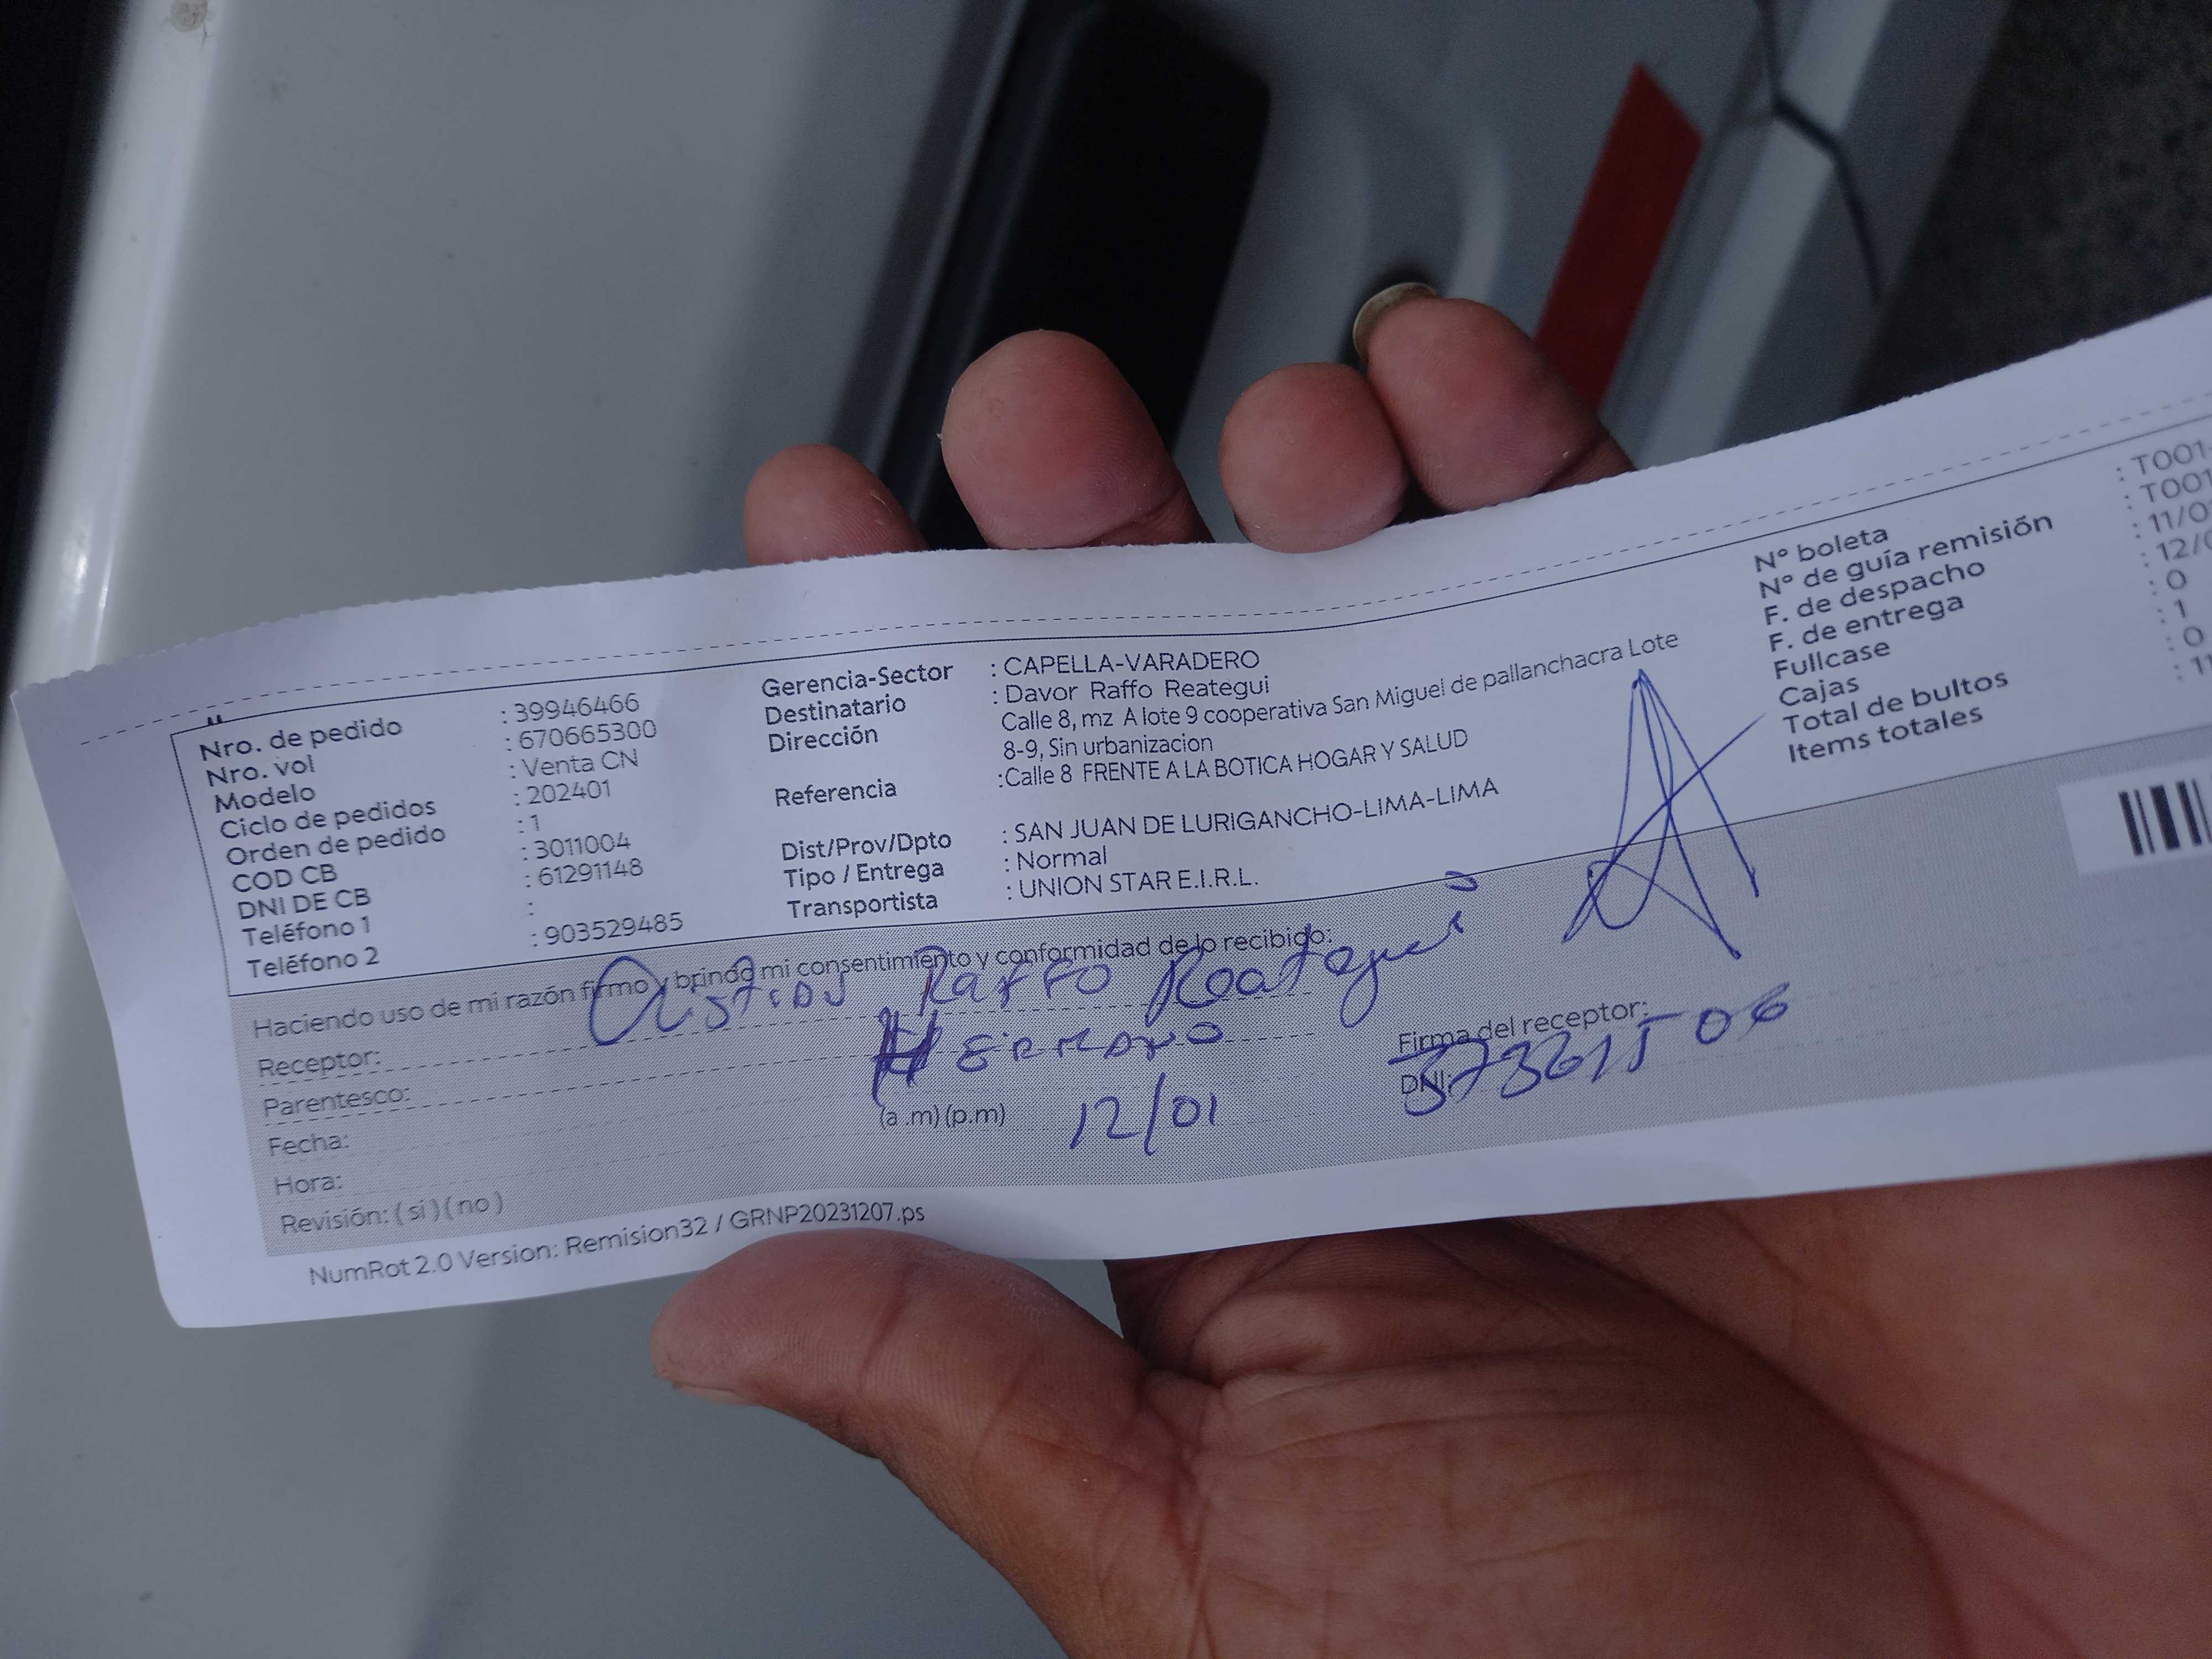 Nro. de pedido : 39946466
Nro. vol : 670665300
Modelo : Venta CN
Ciclo de pedidos : 202401
Orden de pedido : 1
COD CB : 3011004
DNI DE CB : 61291148
Teléfono 1 :
Teléfono 2 : 903529485
Gerencia-Sector : CAPELLA-VARADERO
Destinatario : Davor Raffo Reategui
Dirección Calle 8, mz A lote 9 cooperativa San Miguel de pallanchacra Lote
8-9, Sin urbanizacion
Referencia :Calle 8 FRENTE A LA BOTICA HOGAR Y SALUD
Dist/Prov/Dpto : SAN JUAN DE LURIGANCHO-LIMA-LIMA
Tipo / Entrega : Normal
Transportista : UNION STAR E.I.R.L.
N° boleta : T001-
N° de guía remisión : T001
F. de despacho : 11/0
F. de entrega : 12/0
Fullcase : 0
Cajas : 1
Total de bultos : 0
Items totales : 11
Haciendo uso de mi razón firmo y brindo mi consentimiento y conformidad de lo recibido:
Receptor: Raffo Reategui
Parentesco: HERMANO
Fecha:
Hora: (a .m) (p.m) 12/01
Revisión: ( si ) ( no )
Firma del receptor:
DNI:
NumRot 2.0 Version: Remision32 / GRNP20231207.ps